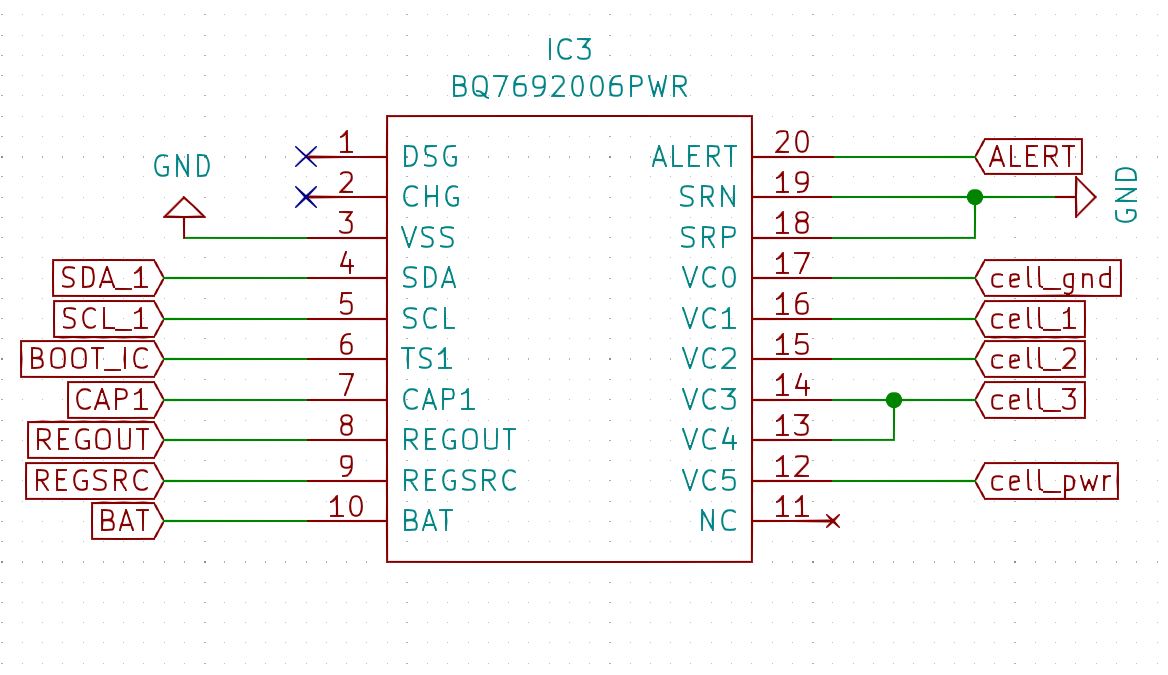 IC3
BQ7692006PWR
GND
1 DSG
2 CHG
3 VSS
SDA_1 4 SDA
SCL_1 5 SCL
BOOT_IC 6 TS1
CAP1 7 CAP1
REGOUT 8 REGOUT
REGSRC 9 REGSRC
BAT 10 BAT
ALERT 20 ALERT
SRN 19 GND
SRP 18
VC0 17 cell_gnd
VC1 16 cell_1
VC2 15 cell_2
VC3 14 cell_3
VC4 13
VC5 12 cell_pwr
NC 11